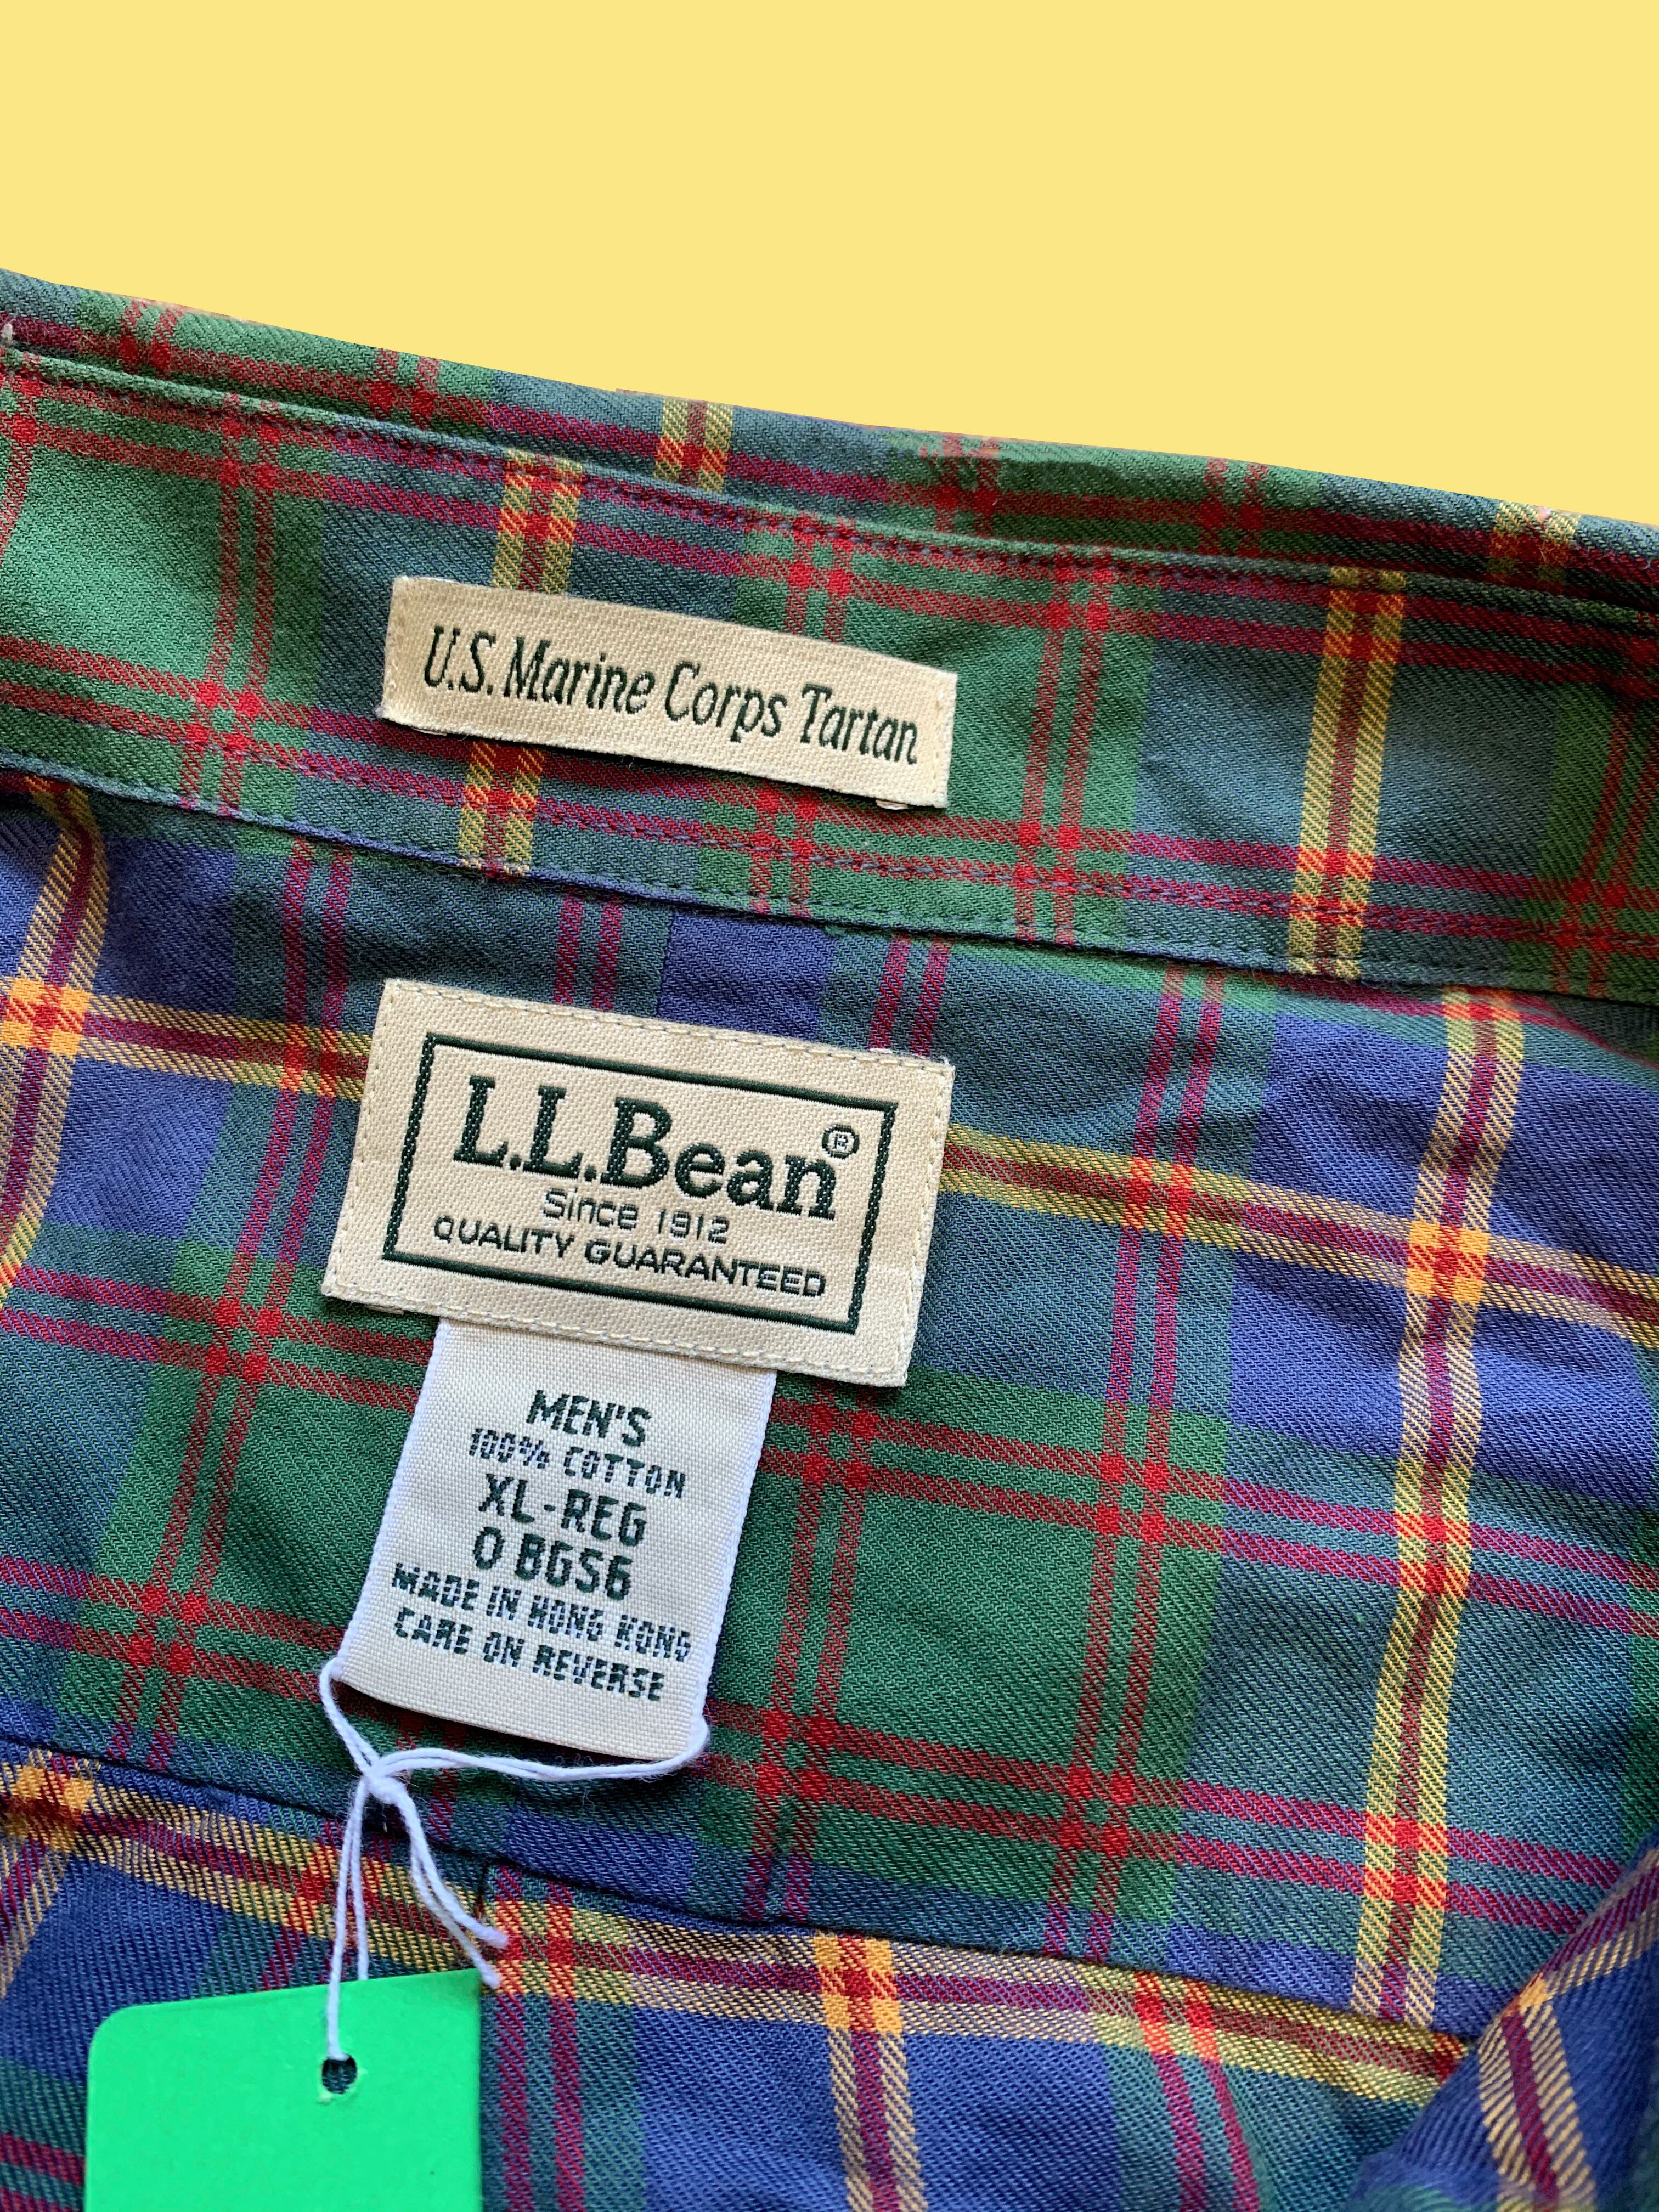 U.S. Marine Corps Tartan
L.L.Bean®
Since 1912
QUALITY GUARANTEED
MEN'S
100% COTTON
XL-REG
0 BGS6
MADE IN HONG KONG
CARE ON REVERSE